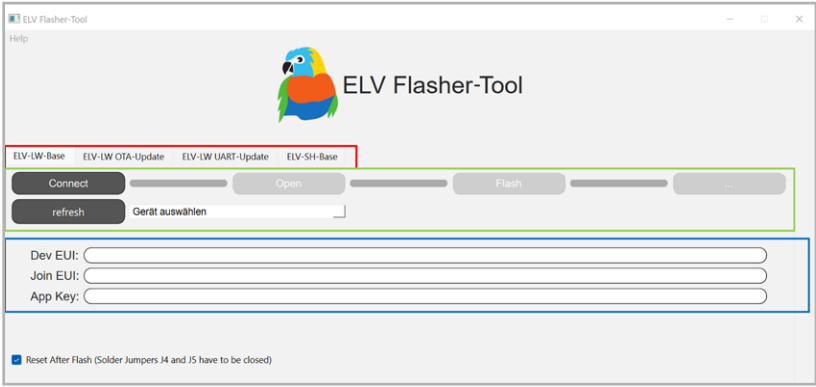 ELV Flasher-Tool
Help
ELV Flasher-Tool
ELV-LW-Base ELV-LW OTA-Update ELV-LW UART-Update ELV-SH-Base
Connect Open Flash ...
refresh Gerät auswählen
Dev EUI:
Join EUI:
App Key:
Reset After Flash (Solder Jumpers J4 and J5 have to be closed)